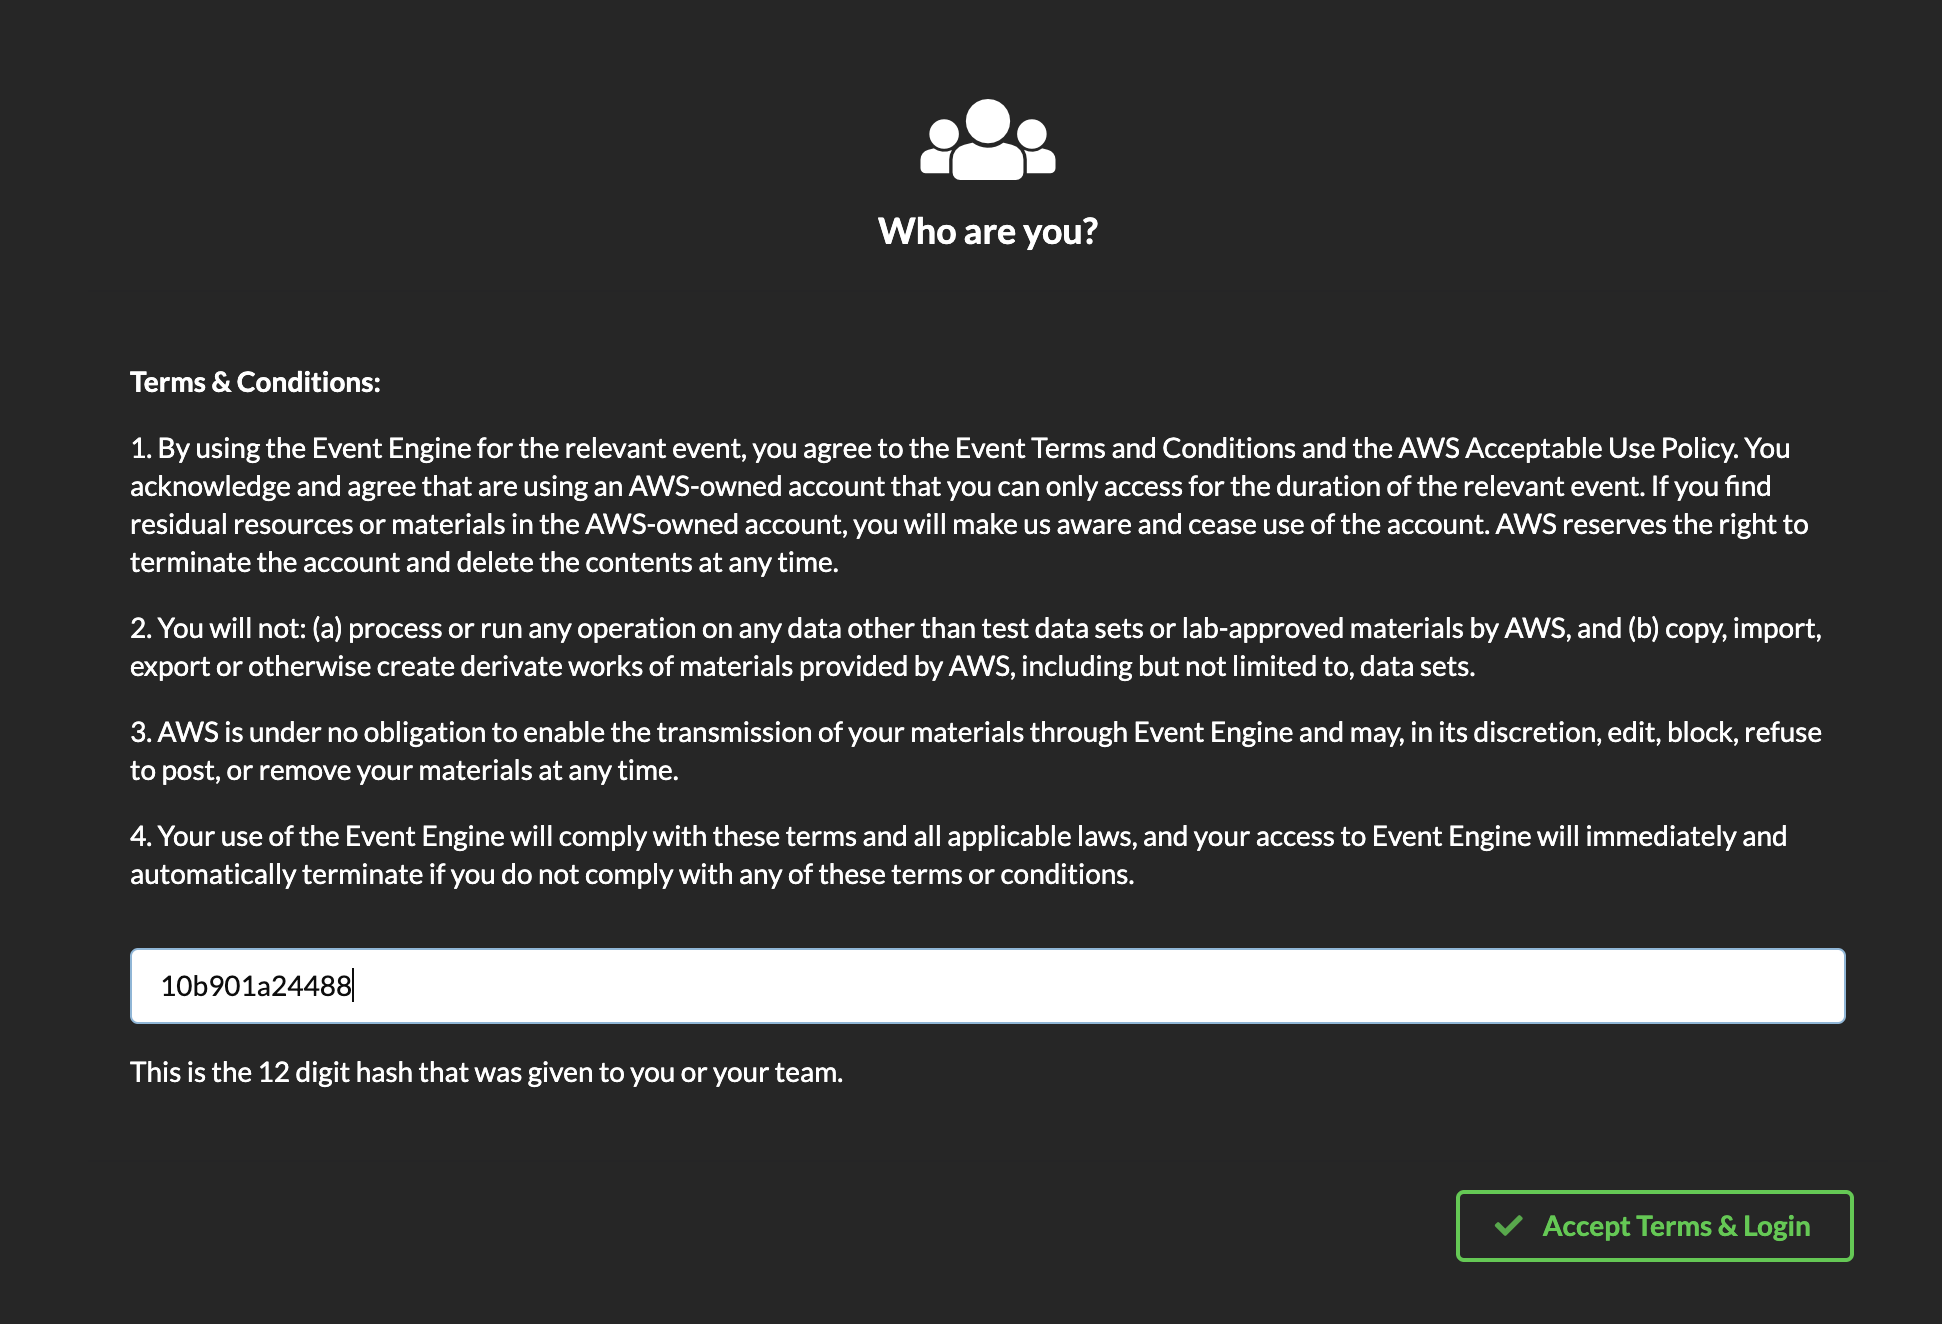 Who are you?
Terms & Conditions:
1. By using the Event Engine for the relevant event, you agree to the Event Terms and Conditions and the AWS Acceptable Use Policy. You
acknowledge and agree that are using an AWS-owned account that you can only access for the duration of the relevant event. If you find
residual resources or materials in the AWS-owned account, you will make us aware and cease use of the account. AWS reserves the right to
terminate the account and delete the contents at any time.
2. You will not: (a) process or run any operation on any data other than test data sets or lab-approved materials by AWS, and (b) copy, import,
export or otherwise create derivate works of materials provided by AWS, including but not limited to, data sets.
3. AWS is under no obligation to enable the transmission of your materials through Event Engine and may, in its discretion, edit, block, refuse
to post, or remove your materials at any time.
4. Your use of the Event Engine will comply with these terms and all applicable laws, and your access to Event Engine will immediately and
automatically terminate if you do not comply with any of these terms or conditions.
10b901a24488
This is the 12 digit hash that was given to you or your team.
Accept Terms & Login